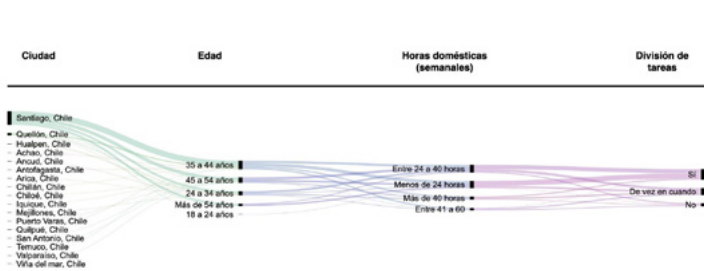 Ciudad
Edad
Horas domésticas
(semanales)
División de
tareas
Santiago, Chile
Quellón, Chile
Hualpen, Chile
Achao, Chile
Ancud, Chile
Antofagasta, Chile
Arica, Chile
Chillán, Chile
Chiloé, Chile
Iquique, Chile
Mejillones, Chile
Puerto Varas, Chile
Quilpué, Chile
San Antonio, Chile
Temuco, Chile
Valparaíso, Chile
Viña del mar, Chile
35 a 44 años
45 a 54 años
24 a 34 años
Más de 54 años
18 a 24 años
Entre 24 a 40 horas
Menos de 24 horas
Más de 40 horas
Entre 41 a 60
Sí
De vez en cuando
No